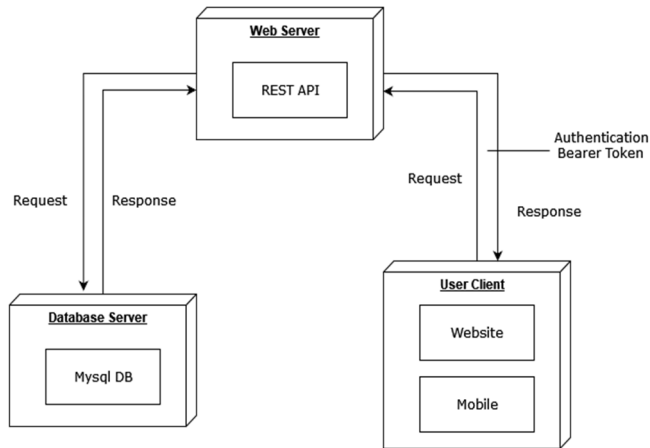 Web Server
REST API
Authentication
Bearer Token
Request
Request
Response
Response
User Client
Database Server
Website
Mysql DB
Mobile